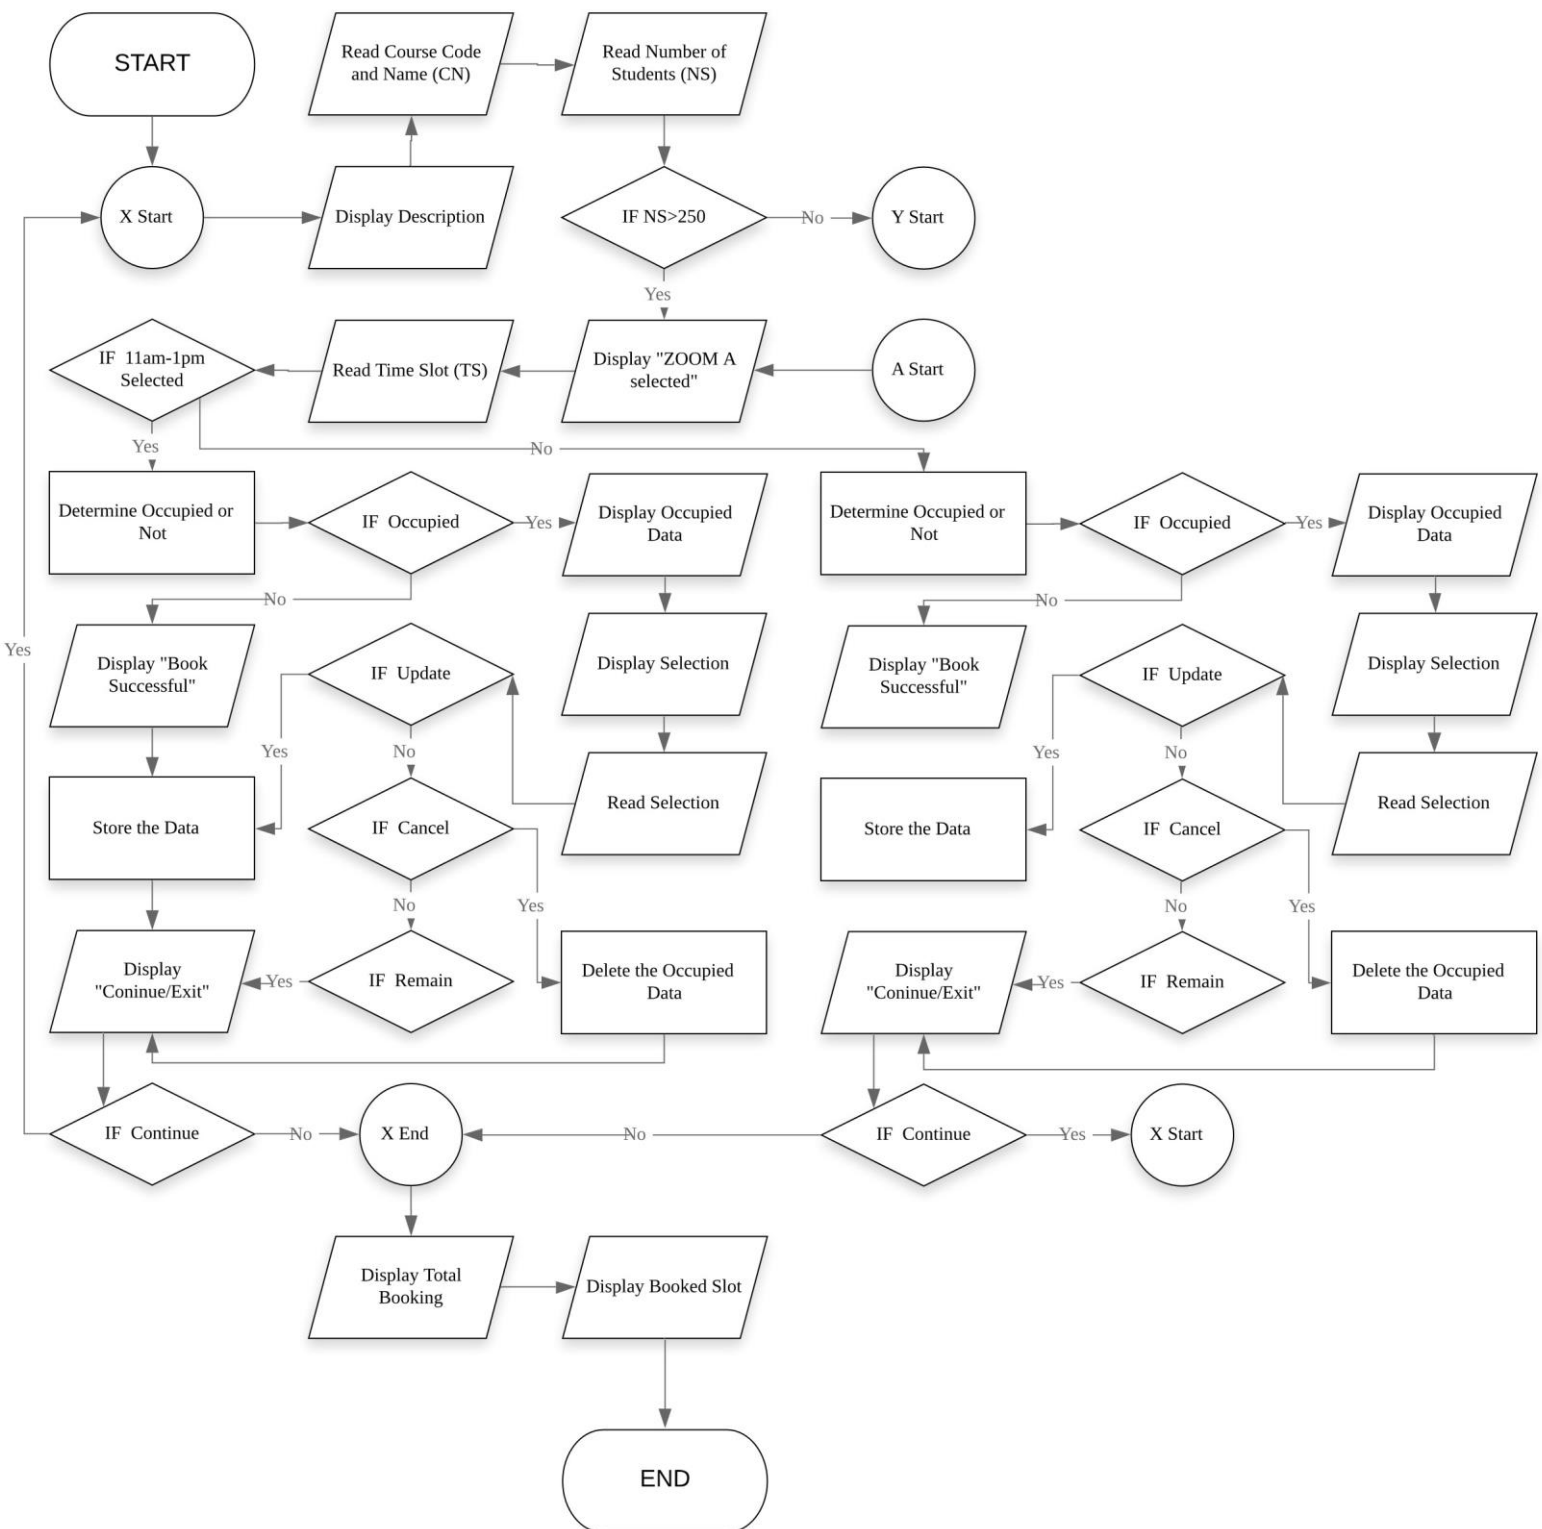 START
Read Course Code
and Name (CN)
Read Number of
Students (NS)
X Start
Display Description
IF NS>250
No
Y Start
Yes
IF 11am-1pm
Selected
Read Time Slot (TS)
Display "ZOOM A
selected"
A Start
Yes
No
Determine Occupied or
Not
IF Occupied
Yes
Display Occupied
Data
Determine Occupied or
Not
IF Occupied
Yes
Display Occupied
Data
No
No
Yes
Display "Book
Successful"
IF Update
Display Selection
Display "Book
Successful"
IF Update
Display Selection
Yes
No
Yes
No
Store the Data
IF Cancel
Read Selection
Store the Data
IF Cancel
Read Selection
No
Yes
No
Yes
Display
"Coninue/Exit"
Yes
IF Remain
Delete the Occupied
Data
Display
"Coninue/Exit"
Yes
IF Remain
Delete the Occupied
Data
IF Continue
No
X End
No
IF Continue
Yes
X Start
Display Total
Booking
Display Booked Slot
END